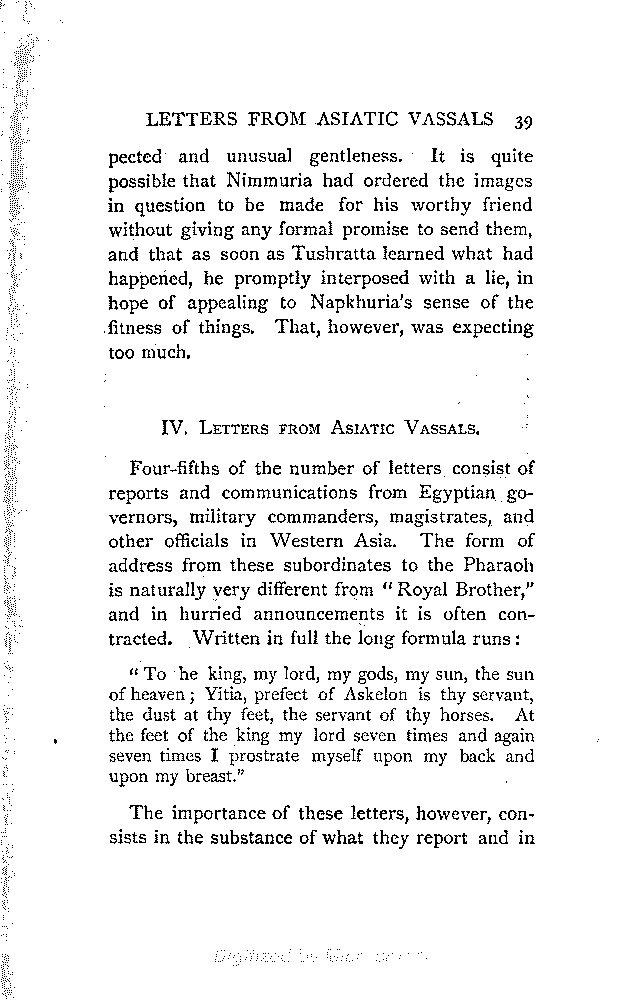 LETTERS FROM ASIATIC VASSALS 39
pected and unusual gentleness. It is quite
possible that Nimmuria had ordered the images
in question to be made for his worthy friend
without giving any formal promise to send them,
and that as soon as Tushratta learned what had
happened, he promptly interposed with a lie, in
hope of appealing to Napkhuria's sense of the
fitness of things. That, however, was expecting
too much.
IV. LETTERS FROM ASIATIC VASSALS.
Four-fifths of the number of letters consist of
reports and communications from Egyptian go-
vernors, military commanders, magistrates, and
other officials in Western Asia. The form of
address from these subordinates to the Pharaoh
is naturally very different from "Royal Brother,"
and in hurried announcements it is often con-
tracted. Written in full the long formula runs:
"To he king, my lord, my gods, my sun, the sun
of heaven; Yitia, prefect of Askelon is thy servant,
the dust at thy feet, the servant of thy horses. At
the feet of the king my lord seven times and again
seven times I prostrate myself upon my back and
upon my breast."
The importance of these letters, however, con-
sists in the substance of what they report and in
Digitized by